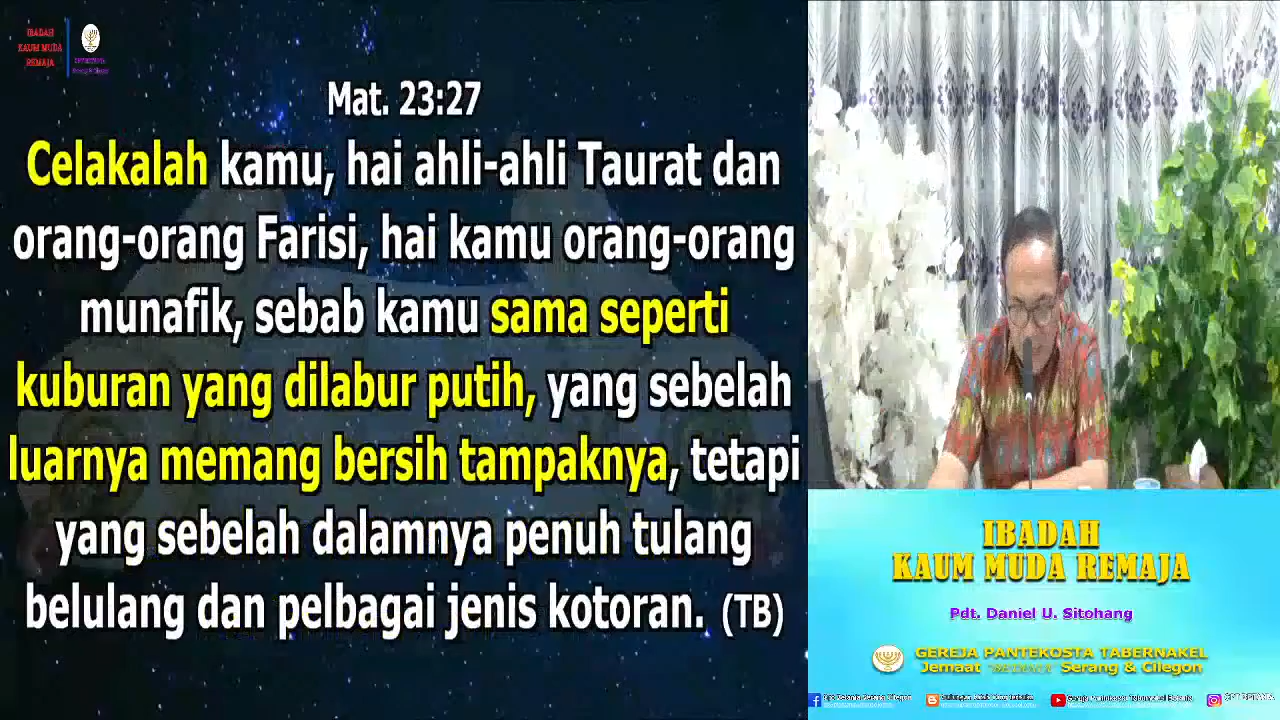 IBADAH
KAUM MUDA
REMAJA
Mat. 23:27
Celakalah kamu, hai ahli-ahli Taurat dan
orang-orang Farisi, hai kamu orang-orang
munafik, sebab kamu sama seperti
kuburan yang dilabur putih, yang sebelah
luarnya memang bersih tampaknya, tetapi
yang sebelah dalamnya penuh tulang
belulang dan pelbagai jenis kotoran. (TB)
IBADAH
KAUM MUDA REMAJA
Pdt. Daniel U. Sitohang
GEREJA PANTEKOSTA TABERNAKEL
Jemaat "BETANIA" Serang & Cilegon